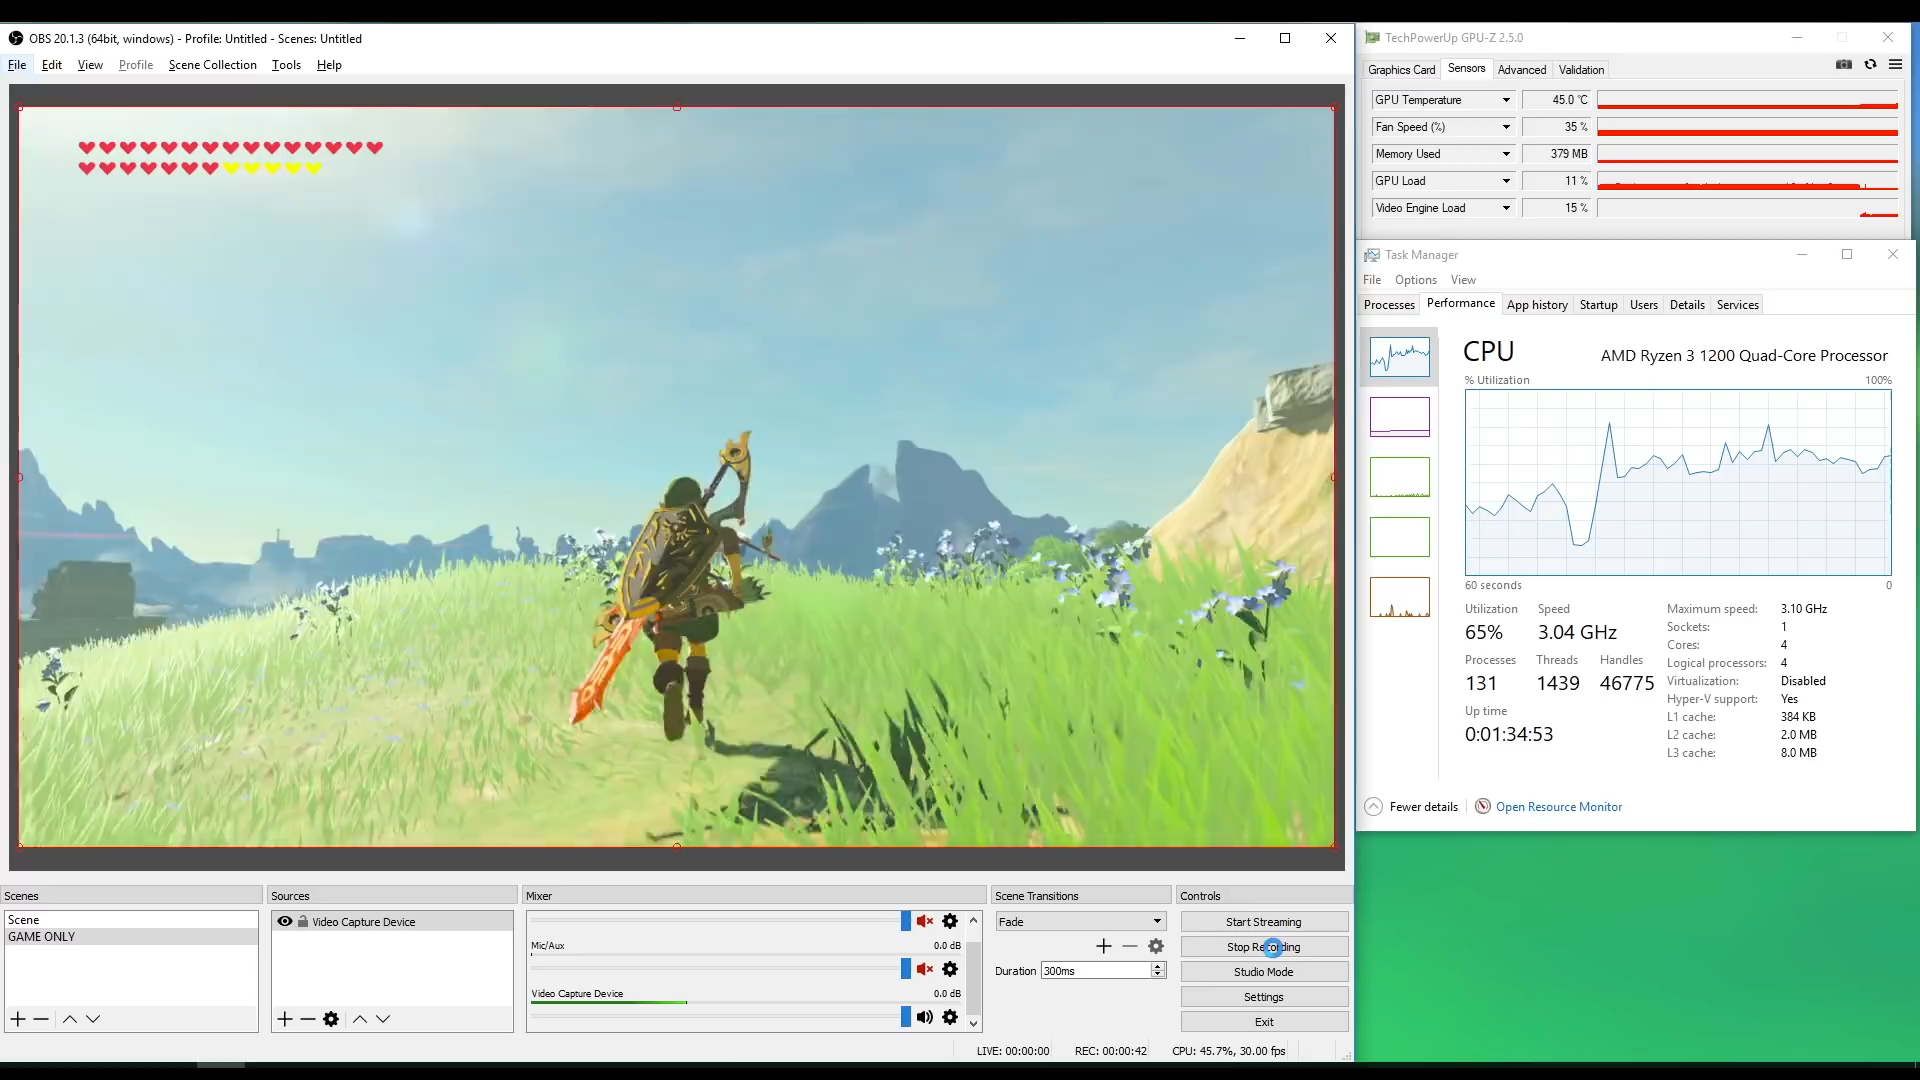 OBS 20.1.3 (64bit, windows) - Profile: Untitled - Scenes: Untitled
File Edit View Profile Scene Collection Tools Help
TechPowerUp GPU-Z 2.5.0
Graphics Card Sensors Advanced Validation
GPU Temperature 45.0 °C
Fan Speed (%) 35 %
Memory Used 379 MB
GPU Load 11 %
Video Engine Load 15 %
Task Manager
File Options View
Processes Performance App history Startup Users Details Services
CPU AMD Ryzen 3 1200 Quad-Core Processor
% Utilization 100%
60 seconds 0
Utilization Speed Maximum speed: 3.10 GHz
65% 3.04 GHz Sockets: 1
Cores: 4
Processes Threads Handles Logical processors: 4
131 1439 46775 Virtualization: Disabled
Hyper-V support: Yes
Up time L1 cache: 384 KB
0:01:34:53 L2 cache: 2.0 MB
L3 cache: 8.0 MB
Fewer details Open Resource Monitor
Scenes
Scene
GAME ONLY
Sources
Video Capture Device
Mixer
Mic/Aux 0.0 dB
Video Capture Device 0.0 dB
Scene Transitions
Fade
Duration 300ms
Controls
Start Streaming
Stop Recording
Studio Mode
Settings
Exit
LIVE: 00:00:00 REC: 00:00:42 CPU: 45.7%, 30.00 fps